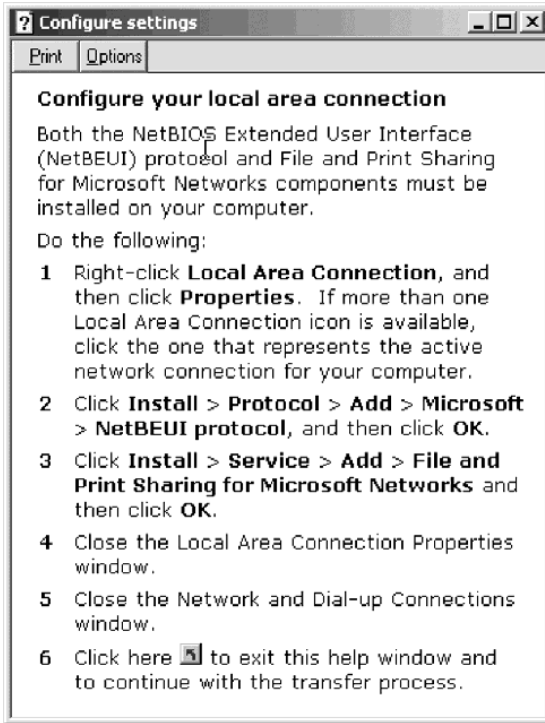 ? Configure settings
Print Options
Configure your local area connection
Both the NetBIOS Extended User Interface
(NetBEUI) protocol and File and Print Sharing
for Microsoft Networks components must be
installed on your computer.
Do the following:
1 Right-click Local Area Connection, and
then click Properties. If more than one
Local Area Connection icon is available,
click the one that represents the active
network connection for your computer.
2 Click Install > Protocol > Add > Microsoft
> NetBEUI protocol, and then click OK.
3 Click Install > Service > Add > File and
Print Sharing for Microsoft Networks and
then click OK.
4 Close the Local Area Connection Properties
window.
5 Close the Network and Dial-up Connections
window.
6 Click here to exit this help window and
to continue with the transfer process.